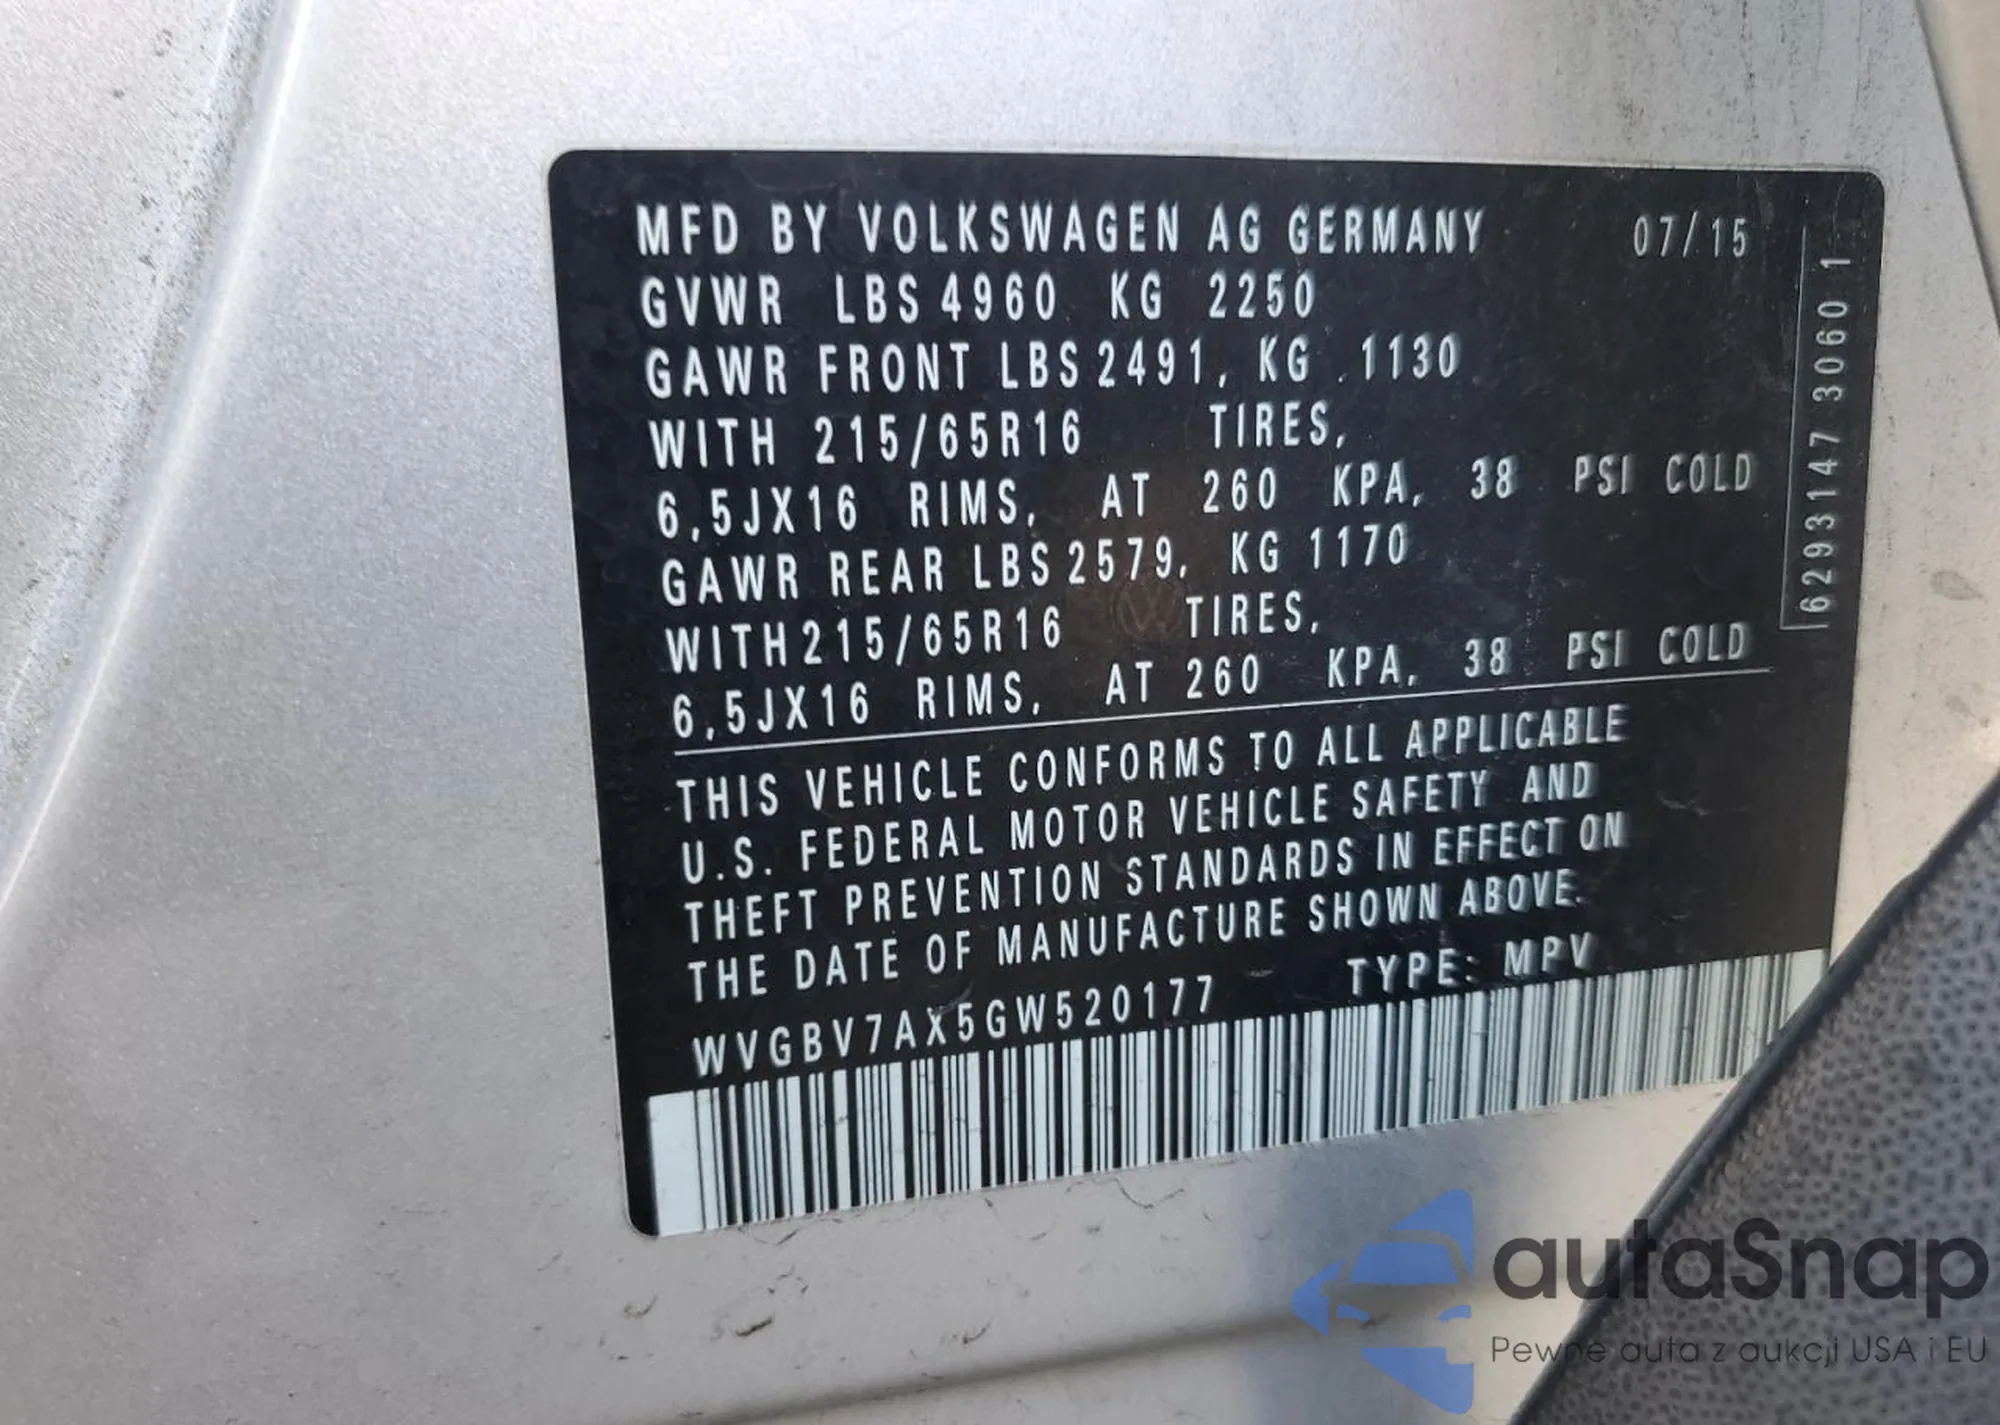 MFD BY VOLKSWAGEN AG GERMANY 07/15
GVWR LBS 4960 KG 2250
GAWR FRONT LBS 2491, KG .1130
WITH 215/65R16 TIRES,
6,5JX16 RIMS, AT 260 KPA, 38 PSI COLD
GAWR REAR LBS 2579, KG 1170
WITH 215/65R16 TIRES,
6,5JX16 RIMS, AT 260 KPA, 38 PSI COLD
THIS VEHICLE CONFORMS TO ALL APPLICABLE
U.S. FEDERAL MOTOR VEHICLE SAFETY AND
THEFT PREVENTION STANDARDS IN EFFECT ON
THE DATE OF MANUFACTURE SHOWN ABOVE.
WVGBV7AX5GW520177 TYPE: MPV
6293147 3060 1
autaSnap
Pewne auta z aukcji USA i EU